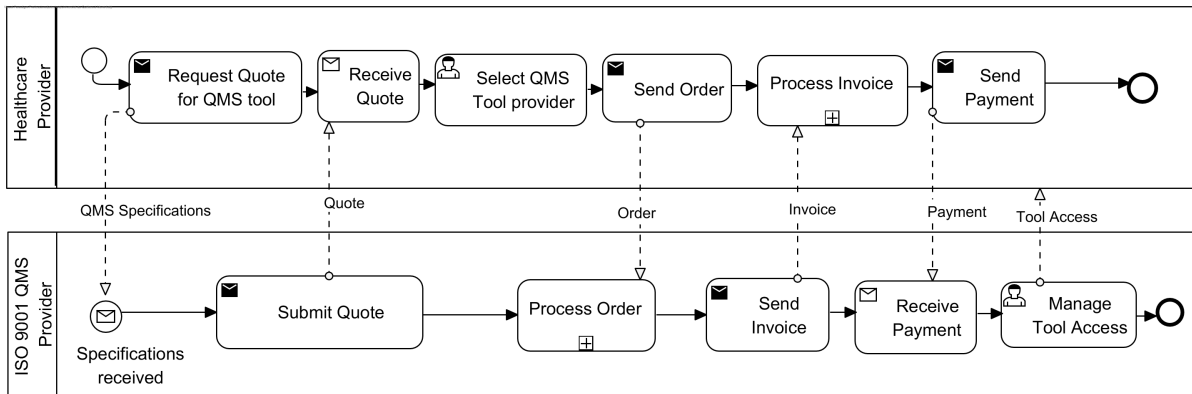 Healthcare
Provider
Request Quote
for QMS tool
Receive
Quote
Select QMS
Tool provider
Send Order
Process Invoice
Send
Payment
QMS Specifications
Quote
Order
Invoice
Payment
Tool Access
ISO 9001 QMS
Provider
Specifications
received
Submit Quote
Process Order
Send
Invoice
Receive
Payment
Manage
Tool Access